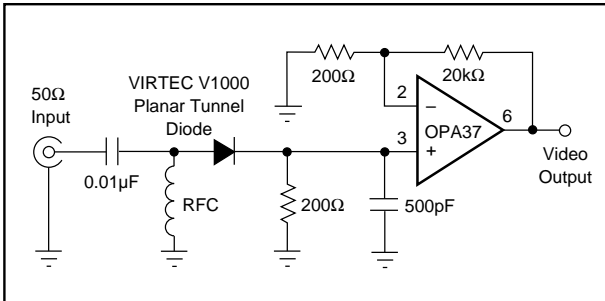 200Ω
20kΩ
VIRTEC V1000
Planar Tunnel
Diode
50Ω
Input
2
–
6
OPA37
3
+
Video
Output
0.01µF
RFC
200Ω
500pF